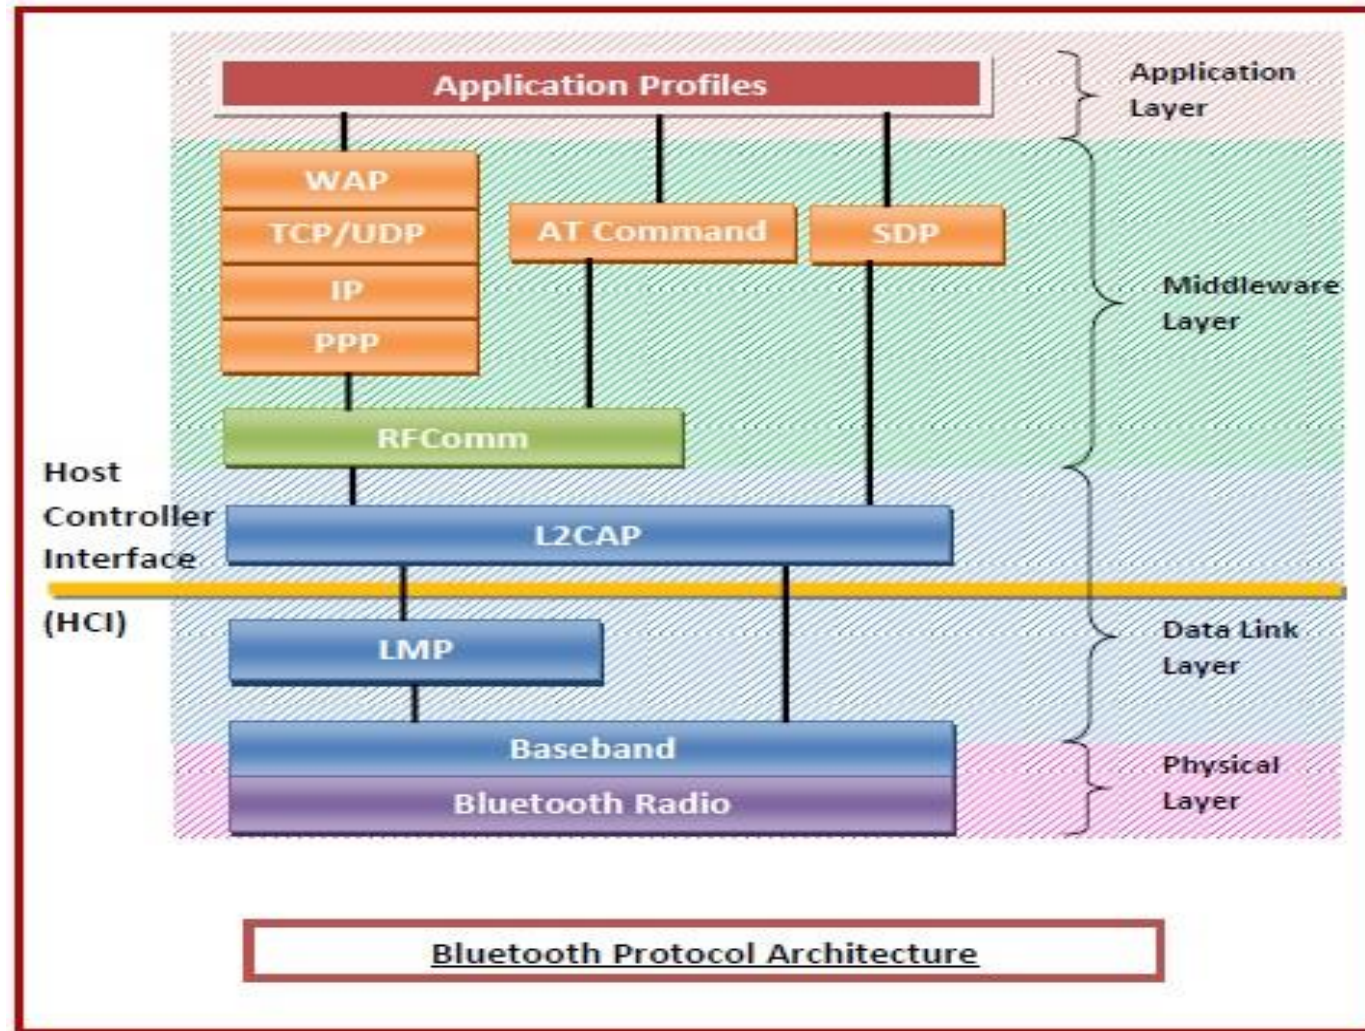 Application Profiles
Application
Layer
WAP
TCP/UDP
AT Command
SDP
IP
PPP
Middleware
Layer
RFComm
Host
Controller
Interface
(HCI)
L2CAP
LMP
Data Link
Layer
Baseband
Bluetooth Radio
Physical
Layer
Bluetooth Protocol Architecture